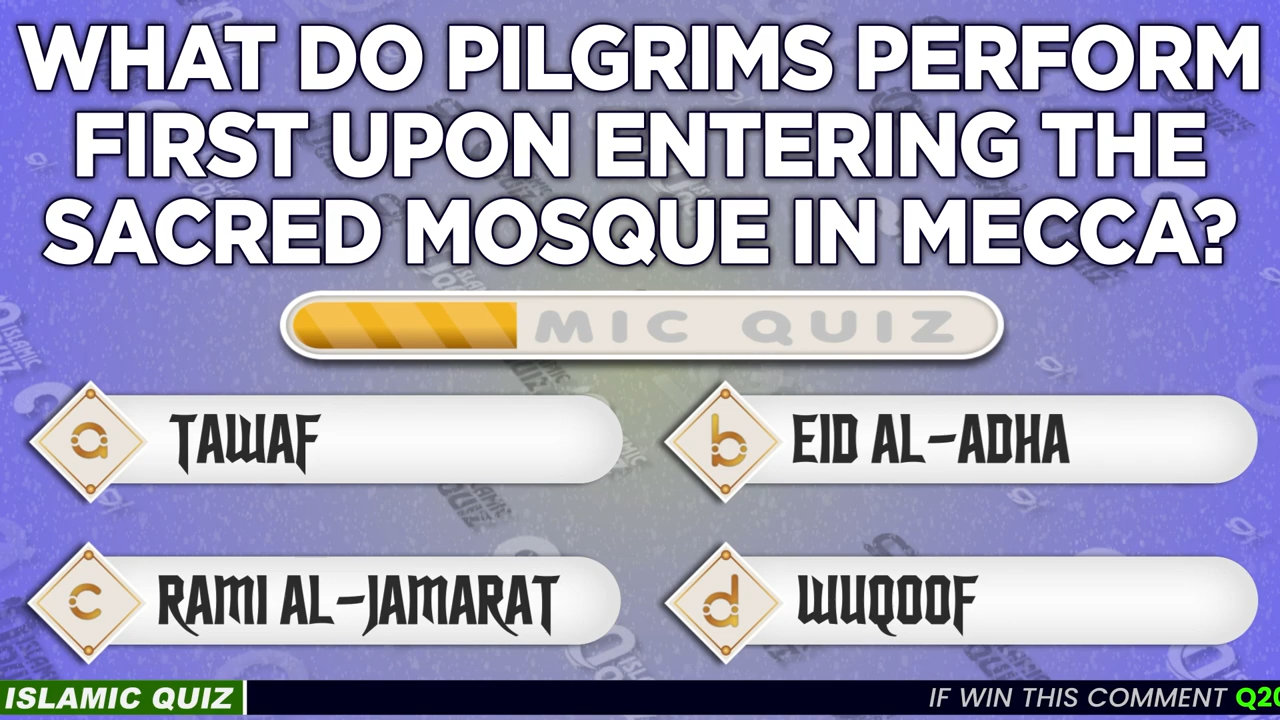 WHAT DO PILGRIMS PERFORM
FIRST UPON ENTERING THE
SACRED MOSQUE IN MECCA?
MIC QUIZ
a TAWAF
b EID AL-ADHA
c RAMI AL-JAMARAT
d WUQOOF
ISLAMIC QUIZ
IF WIN THIS COMMENT Q20